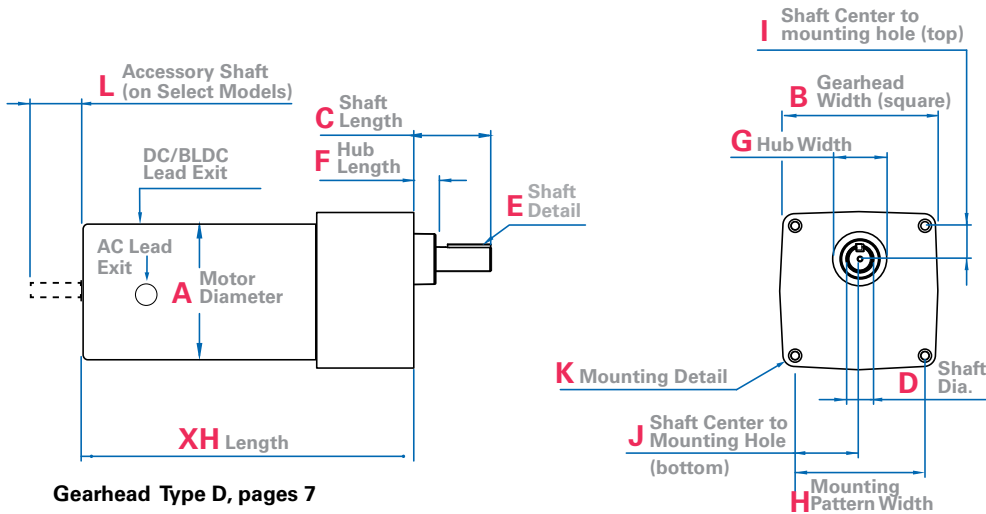 L Accessory Shaft
(on Select Models)
C Shaft
Length
F Hub
Length
DC/BLDC
Lead Exit
E Shaft
Detail
AC Lead
Exit
A Motor
Diameter
XH Length
Gearhead Type D, pages 7
I Shaft Center to
mounting hole (top)
B Gearhead
Width (square)
G Hub Width
K Mounting Detail
D Shaft
Dia.
J Shaft Center to
Mounting Hole
(bottom)
H Mounting
Pattern Width